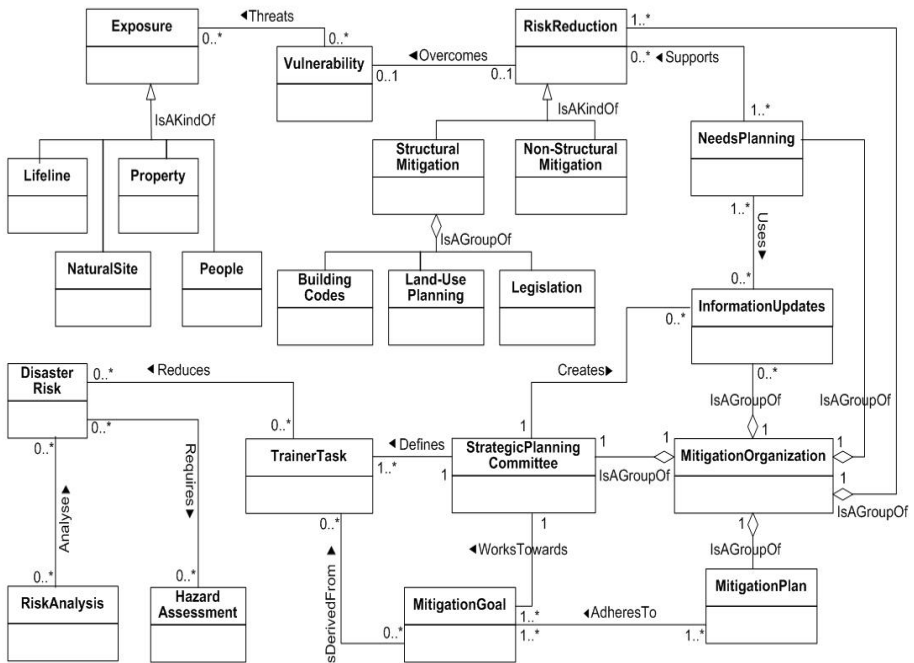 Exposure
◄Threats
RiskReduction
1..*
0..*
0..*
0..*
◄Supports
Vulnerability
◄Overcomes
0..1
0..1
IsAKindOf
IsAKindOf
1..*
NeedsPlanning
Structural
Mitigation
Non-Structural
Mitigation
Lifeline
Property
1..*
Uses►
IsAGroupOf
NaturalSite
People
Building
Codes
Land-Use
Planning
Legislation
0..*
InformationUpdates
0..*
Disaster
Risk
0..*
◄Reduces
Creates►
0..*
IsAGroupOf
IsAGroupOf
0..*
0..*
0..*
Requires►
TrainerTask
◄Defines
1..*
1
StrategicPlanning
Committee
1
1
IsAGroupOf
1
MitigationOrganization
1
1
IsAGroupOf
Analyse►
0..*
1
1
◄WorksTowards
IsAGroupOf
0..*
0..*
RiskAnalysis
Hazard
Assessment
sDerivedFrom ►
0..*
MitigationGoal
1..*
◄AdheresTo
1..*
1..*
MitigationPlan